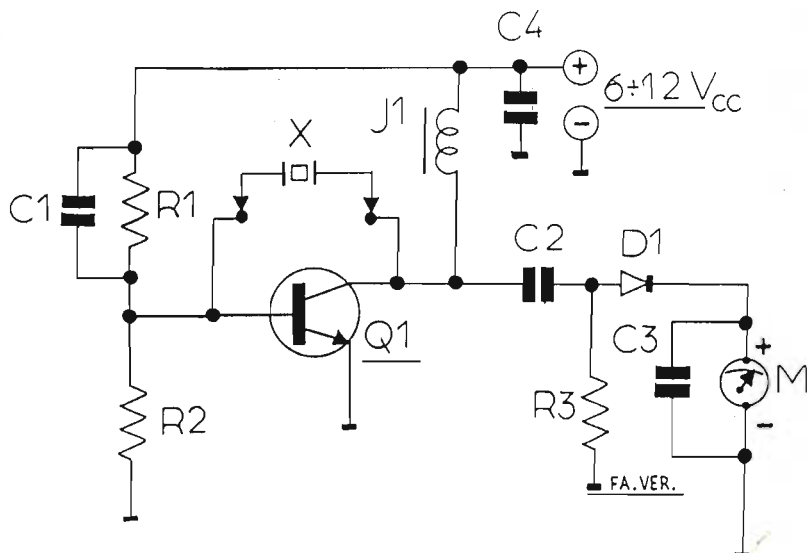 C4
+
6÷12 VCC
-
J1
X
C1
R1
C2
D1
Q1
C3
+
M
R2
R3
-
FA.VER.